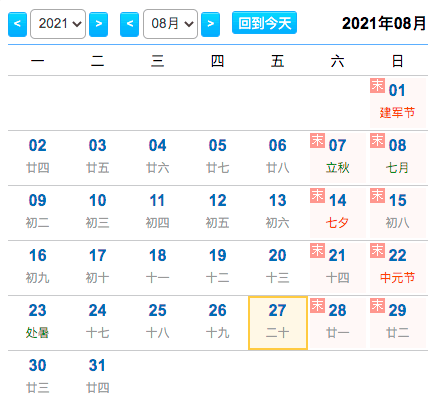 < 2021 > < 08月 > 回到今天 2021年08月
一 二 三 四 五 六 日
末 01
建军节
02 03 04 05 06 末 07 末 08
廿四 廿五 廿六 廿七 廿八 立秋 七月
09 10 11 12 13 末 14 末 15
初二 初三 初四 初五 初六 七夕 初八
16 17 18 19 20 末 21 末 22
初九 初十 十一 十二 十三 十四 中元节
23 24 25 26 27 末 28 末 29
处暑 十七 十八 十九 二十 廿一 廿二
30 31
廿三 廿四